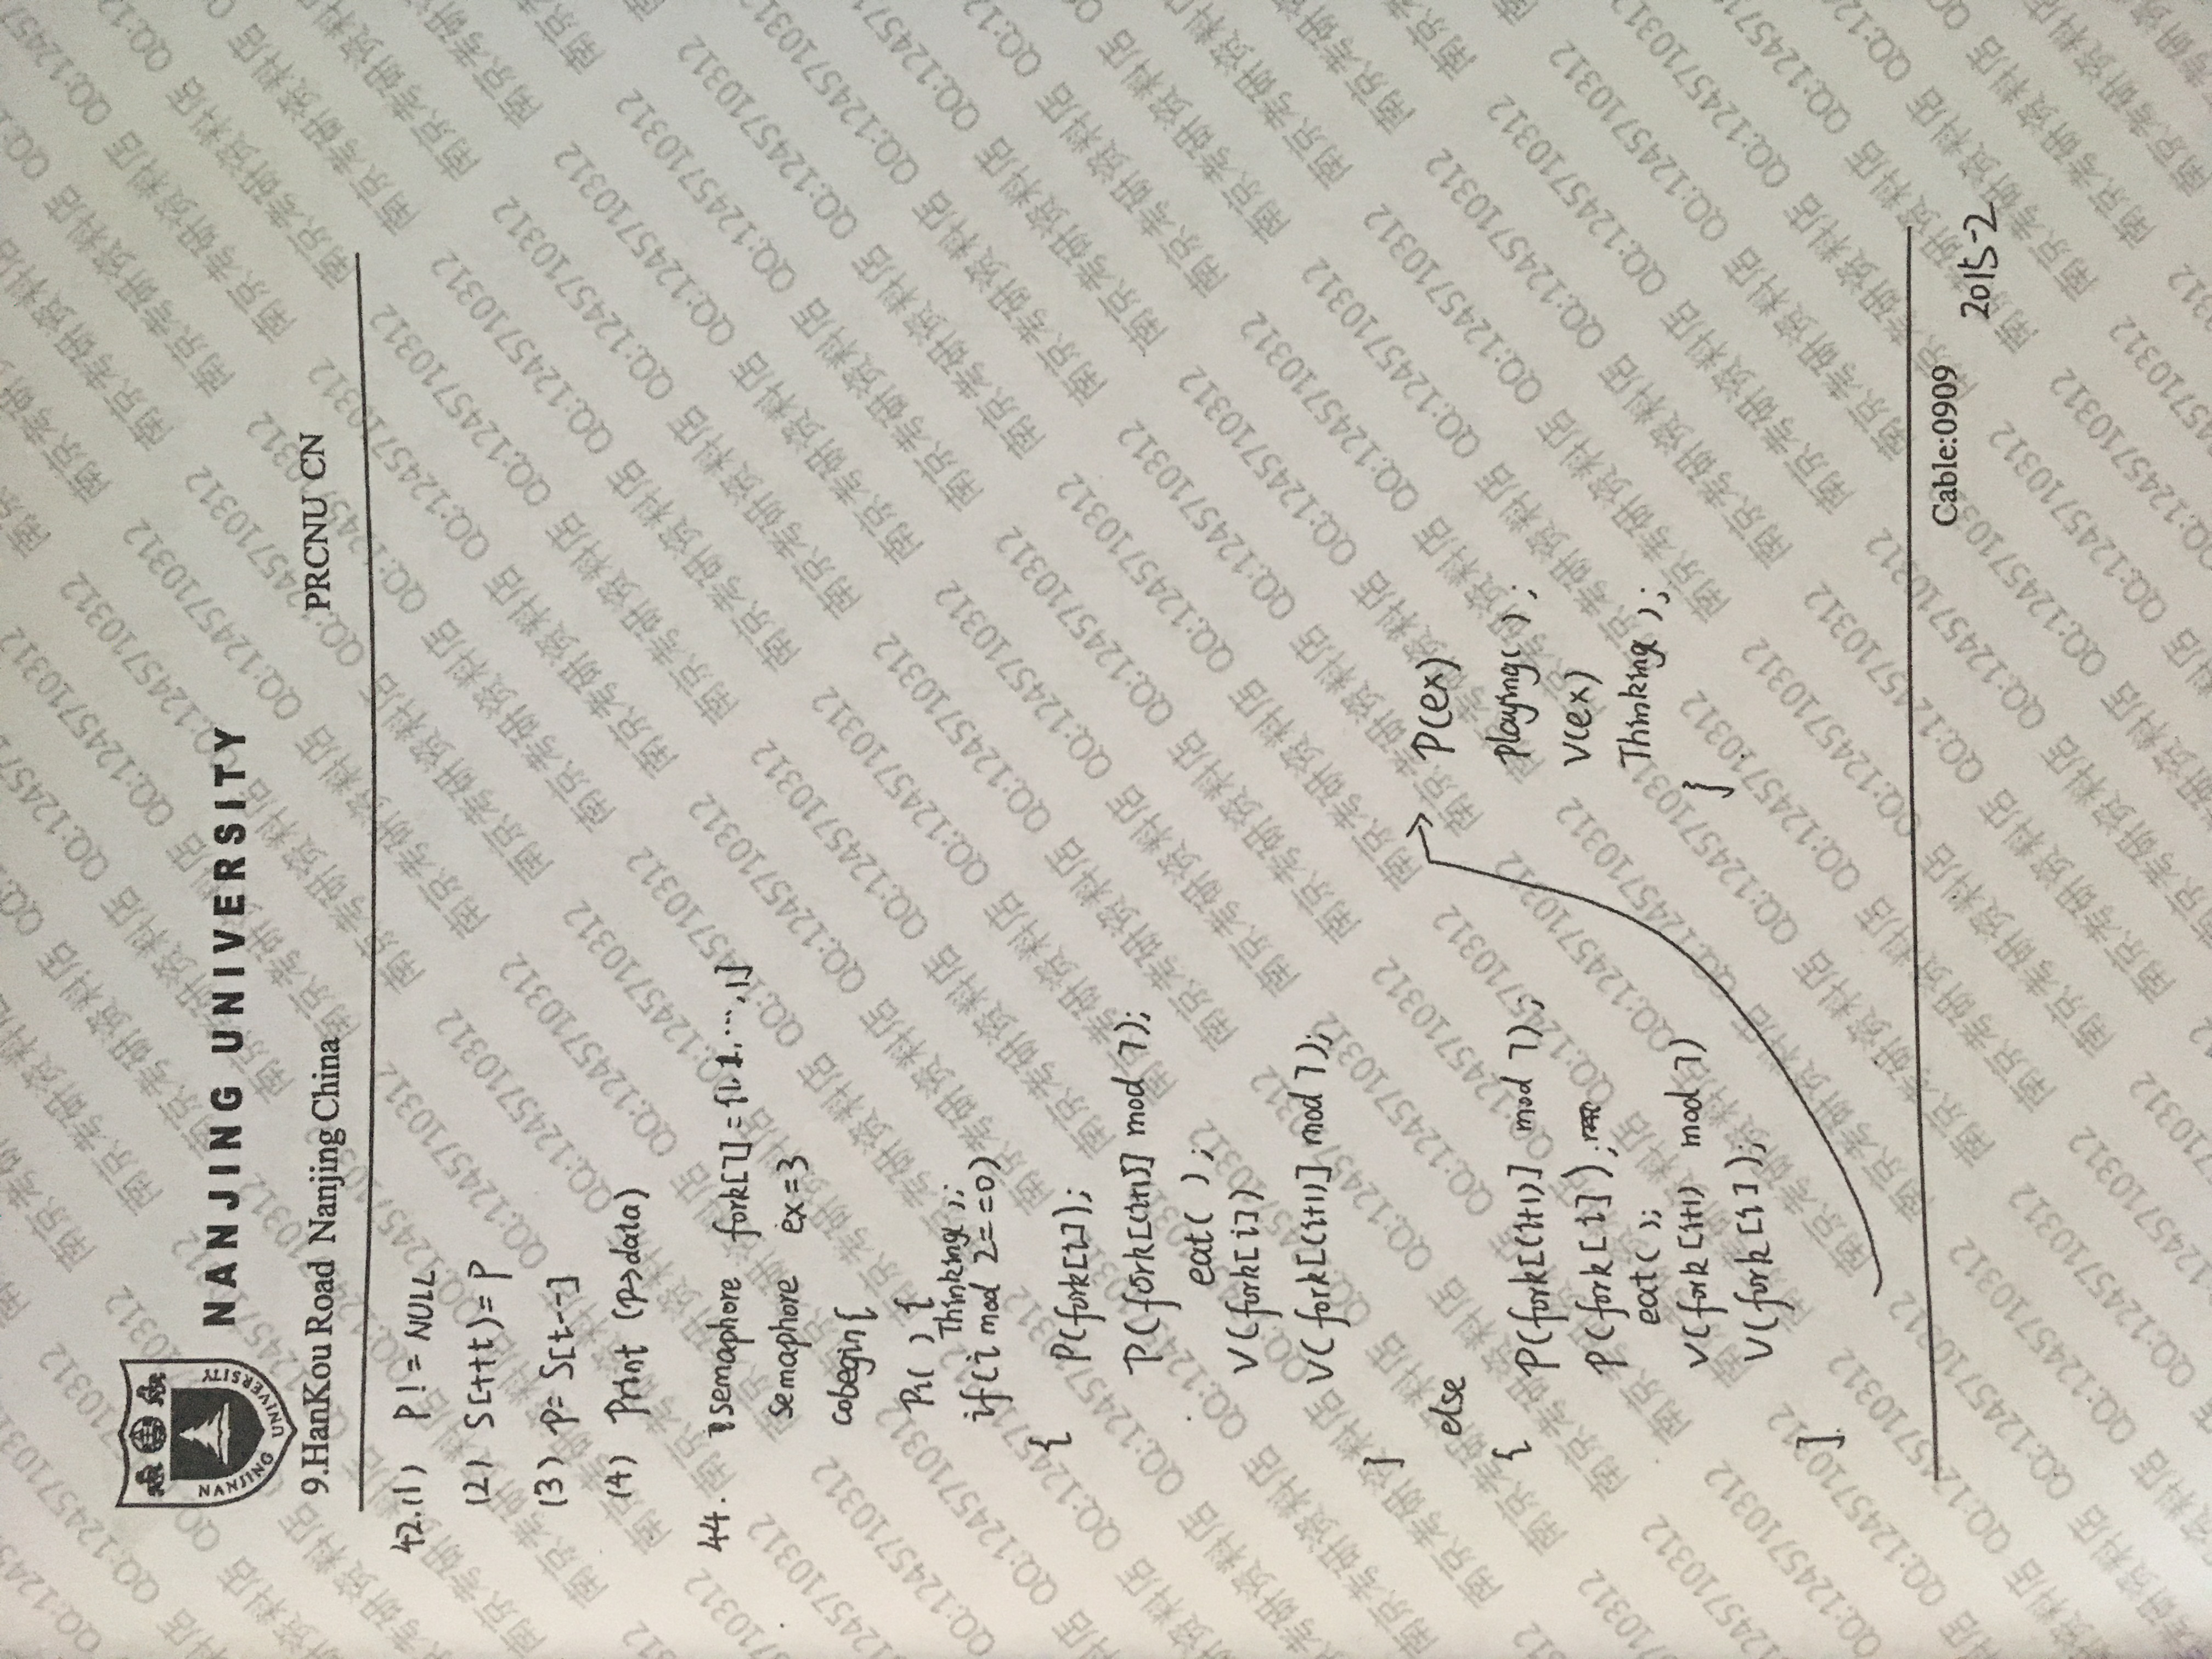 NANJING UNIVERSITY
NANJING UNIVERSITY
9.HanKou Road Nanjing China PRCNU CN
42.(1) P! = NULL
(2) S[++t)= P
(3) P= S[t--]
(4) Print (p→data)
44. semaphore fork[7] = {1, 1, ..., 1]
semaphore ex=3
cobegin{
Pi( ) {
Thinking( );
if(i mod 2==0)
{ P(fork[i]);
P(fork[(i+1)] mod 7);
eat( );
V(fork[i])
V(fork[(i+1)] mod 7);
}
else
{ P(fork[(i+1)] mod 7);
P(fork[i]);
eat( );
V(fork[i+1) mod 7)
V(fork[i]);
}
P(ex)
Playing( );
V(ex)
Thinking( );
}
Cable:0909
2015-2
南京考研资料店 QQ:1245710312